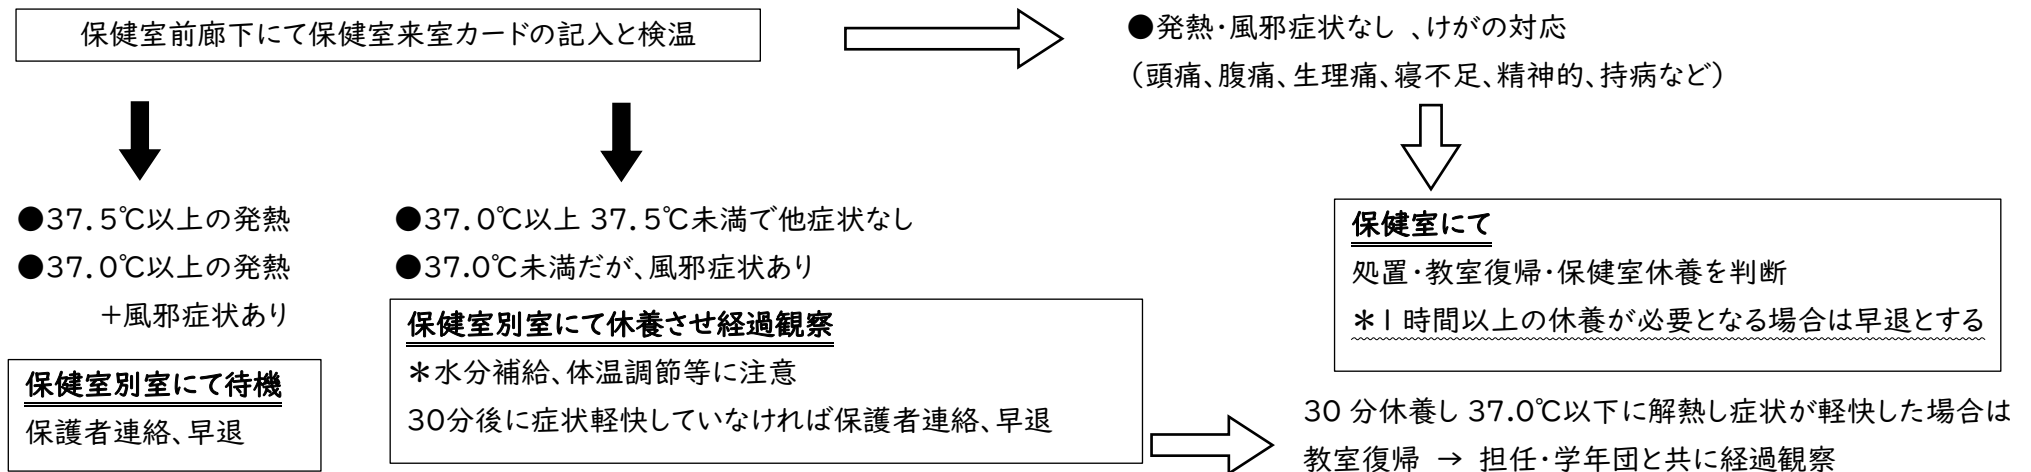 保健室前廊下にて保健室来室カードの記入と検温
●発熱・風邪症状なし 、けがの対応
（頭痛、腹痛、生理痛、寝不足、精神的、持病など）
●37.5℃以上の発熱
●37.0℃以上の発熱
＋風邪症状あり
保健室別室にて待機
保護者連絡、早退
●37.0℃以上 37.5℃未満で他症状なし
●37.0℃未満だが、風邪症状あり
保健室別室にて休養させ経過観察
＊水分補給、体温調節等に注意
30分後に症状軽快していなければ保護者連絡、早退
保健室にて
処置・教室復帰・保健室休養を判断
＊1時間以上の休養が必要となる場合は早退とする
30 分休養し 37.0℃以下に解熱し症状が軽快した場合は
教室復帰 → 担任・学年団と共に経過観察